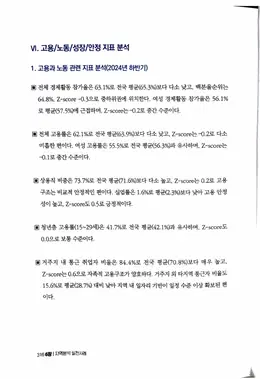 Ⅵ. 고용/노동/성장/안정 지표 분석
1. 고용과 노동 관련 지표 분석(2024년 하반기)
▣ 전체 경제활동 참가율은 63.1%로 전국 평균(65.3%)보다 다소 낮고, 백분율순위는
64.8%, Z-score -0.3으로 중하위권에 위치한다. 여성 경제활동 참가율은 56.1%
로 평균(57.5%)에 근접하며, Z-score는 -0.2로 중간 수준이다.
▣ 전체 고용률은 62.1%로 전국 평균(63.9%)보다 다소 낮고, Z-score는 -0.2로 다소
미흡한 편이다. 여성 고용률은 55.5%로 전국 평균(56.3%)과 유사하며, Z-score는
-0.1로 중간 수준이다.
▣ 상용직 비중은 73.7%로 전국 평균(71.6%)보다 다소 높고, Z-score는 0.2로 고용
구조는 비교적 안정적인 편이다. 실업률은 1.6%로 평균(2.3%)보다 낮아 고용 안정
성이 높고, Z-score도 0.5로 긍정적이다.
▣ 청년층 고용률(15~29세)은 41.7%로 전국 평균(42.1%)과 유사하며, Z-score도
0.0으로 보통 수준이다.
▣ 거주지 내 통근 취업자 비율은 84.4%로 전국 평균(70.8%)보다 매우 높고,
Z-score는 0.6으로 자족적 고용구조가 양호하다. 거주지 외 타지역 통근자 비율도
15.6%로 평균(28.7%) 대비 낮아 지역 내 일자리 기반이 일정 수준 이상 확보된 편
이다.